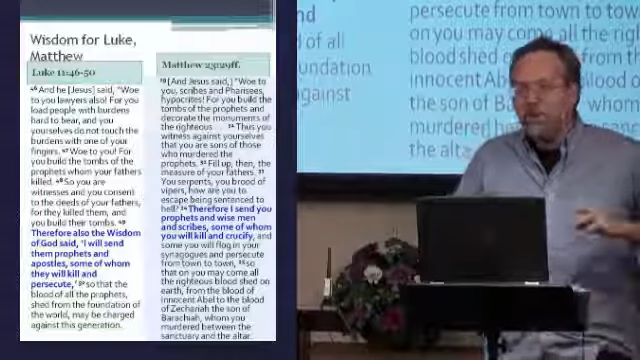 Wisdom for Luke,
Matthew
Luke 11:46-50
46 And he [Jesus] said, "Woe
to you lawyers also! For you
load people with burdens
hard to bear, and you
yourselves do not touch the
burdens with one of your
fingers. 47 Woe to you! For you
build the tombs of the
prophets whom your fathers
killed. 48 So you are
witnesses and you consent
to the deeds of your fathers,
for they killed them, and
you build their tombs. 49
Therefore also the Wisdom
of God said, 'I will send
them prophets and
apostles, some of whom
they will kill and
persecute,' 50 so that the
blood of all the prophets,
shed from the foundation of
the world, may be charged
against this generation.
Matthew 23:29ff.
29 [And Jesus said,] "Woe to
you, scribes and Pharisees,
hypocrites! For you build the
tombs of the prophets and
decorate the monuments of
the righteous ... 31 Thus you
witness against yourselves
that you are sons of those
who murdered the
prophets. 32 Fill up, then, the
measure of your fathers. 33
You serpents, you brood of
vipers, how are you to
escape being sentenced to
hell? 34 Therefore I send you
prophets and wise men
and scribes, some of whom
you will kill and crucify, and
some you will flog in your
synagogues and persecute
from town to town, 35 so
that on you may come all
the righteous blood shed on
earth, from the blood of
innocent Abel to the blood
of Zechariah the son of
Barachiah, whom you
murdered between the
sanctuary and the altar.
nd
d of all
undation
against
persecute from town to tow
on you may come all the rig
blood shed
innocent Abel
blood of
the son of
whom
murdered
the alta